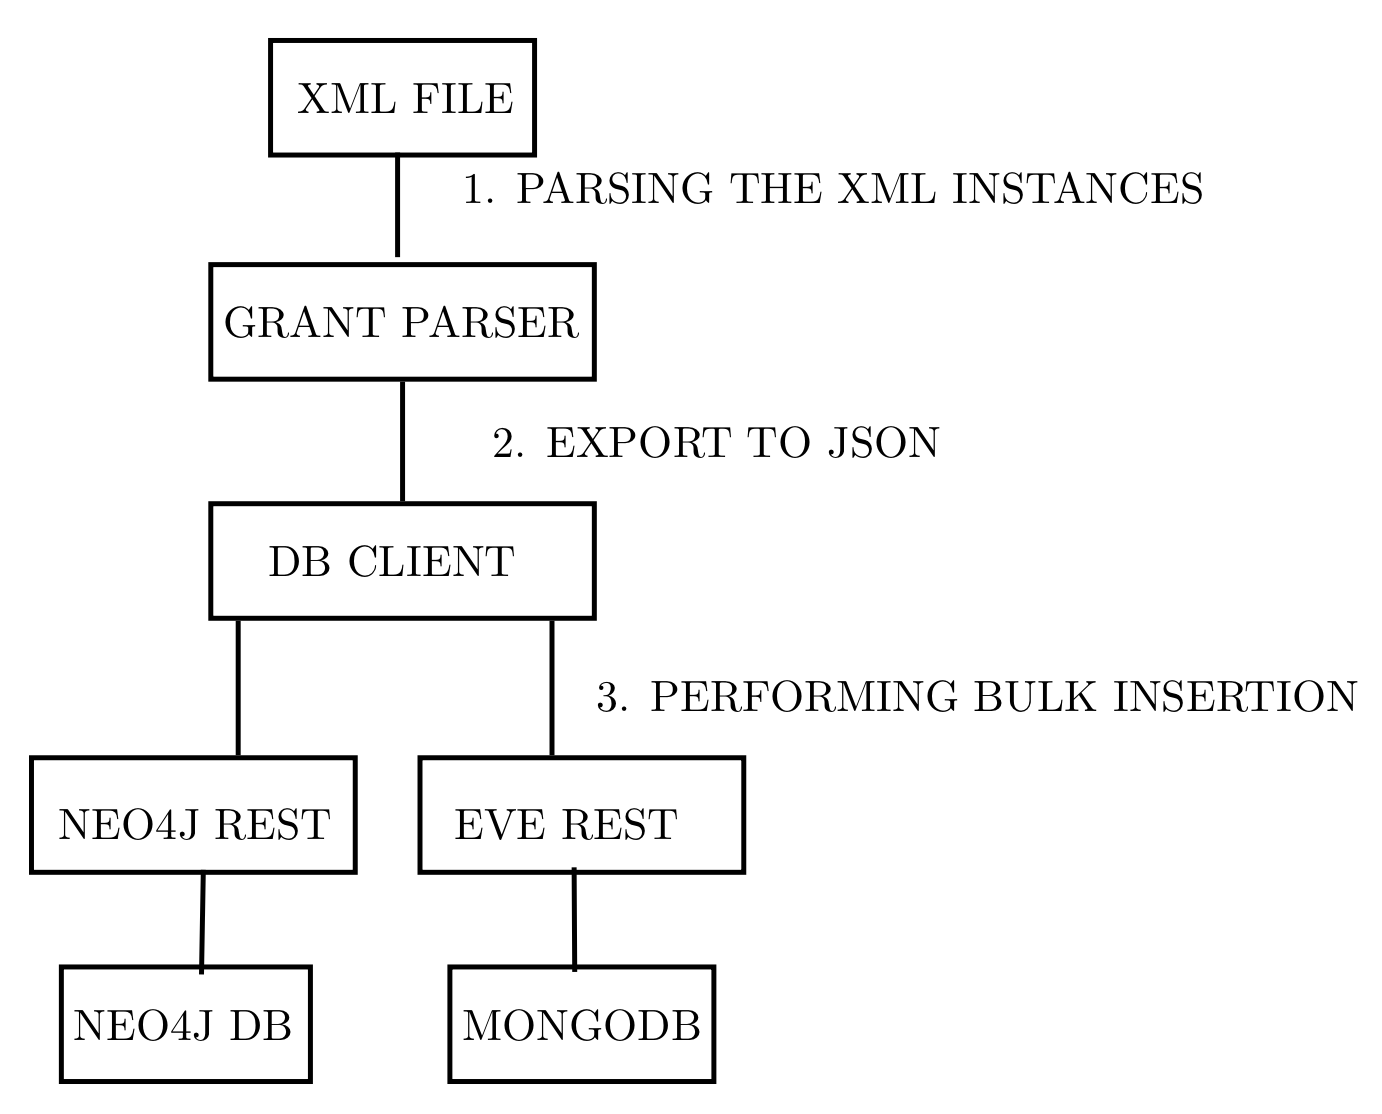 XML FILE
1. PARSING THE XML INSTANCES
GRANT PARSER
2. EXPORT TO JSON
DB CLIENT
3. PERFORMING BULK INSERTION
NEO4J REST
EVE REST
NEO4J DB
MONGODB